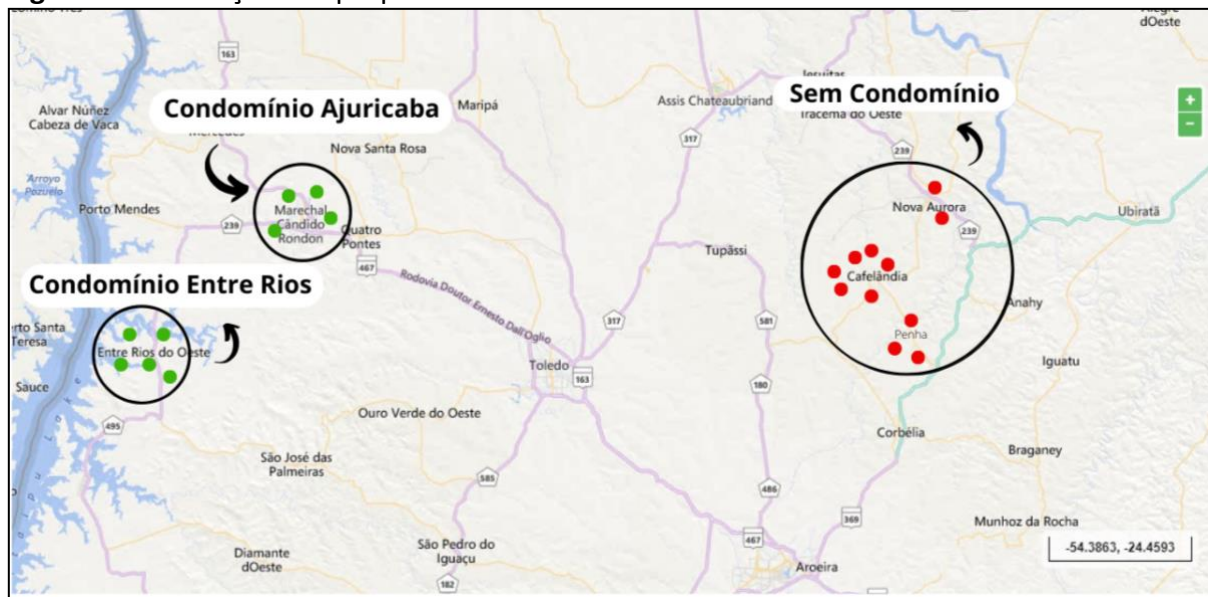 163
Alvar Núñez
Cabeza de Vaca
Condomínio Ajuricaba
Maripá
Nova Santa Rosa
Assis Chateaubriand
317
Sem Condomínio
Iracema do Oeste
dOeste
+
−
239
Arroyo
Pozuelo
Porto Mendes
239
Marechal
Cândido
Rondon
Quatro
Pontes
467
Nova Aurora
239
Ubiratã
Tupãssi
Cafelândia
Anahy
Condomínio Entre Rios
Rodovia Doutor Ernesto Dall'Oglio
317
581
Penha
Iguatu
Teresa
Entre Rios do Oeste
Sauce
Toledo
163
180
495
Ouro Verde do Oeste
Corbélia
Braganey
São José das
Palmeiras
585
486
369
Munhoz da Rocha
-54.3863, -24.4593
Diamante
dOeste
São Pedro do
Iguaçu
182
467
Aroeira